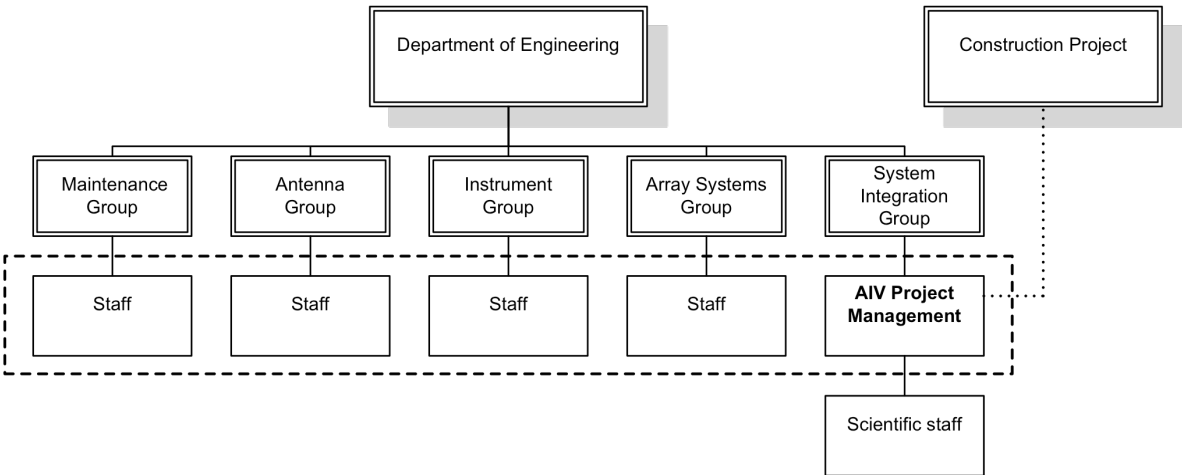 Department of Engineering
Construction Project
Maintenance
Group
Antenna
Group
Instrument
Group
Array Systems
Group
System
Integration
Group
Staff
Staff
Staff
Staff
AIV Project
Management
Scientific staff